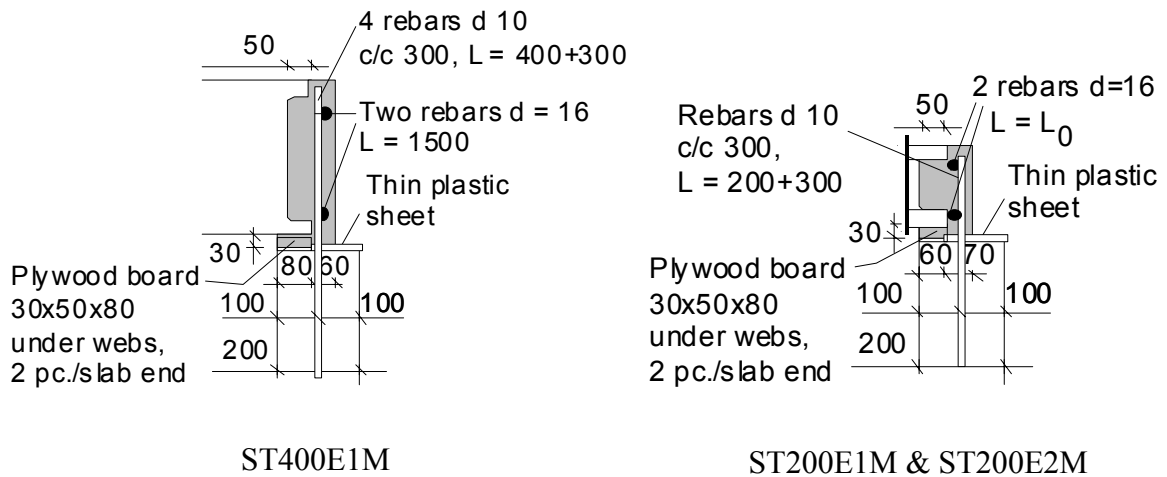 50
4 rebars d 10
c/c 300, L = 400+300
Two rebars d = 16
L = 1500
Thin plastic
sheet
30
80
60
Plywood board
30x50x80
under webs,
2 pc./slab end
100
100
200
ST400E1M
50
2 rebars d=16
L = L0
Rebars d 10
c/c 300,
L = 200+300
Thin plastic
sheet
30
60
70
Plywood board
30x50x80
under webs,
2 pc./slab end
100
100
200
ST200E1M & ST200E2M